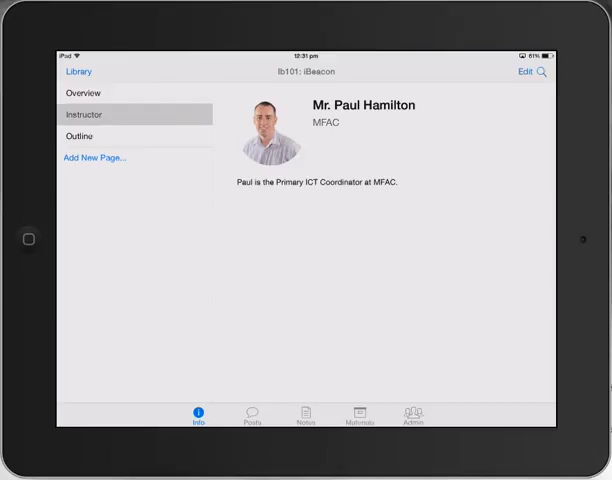 iPad 12:31 pm 61%
Library Ib101: iBeacon Edit
Overview
Instructor
Outline
Add New Page...
Mr. Paul Hamilton
MFAC
Paul is the Primary ICT Coordinator at MFAC.
Info Posts Notes Materials Admin